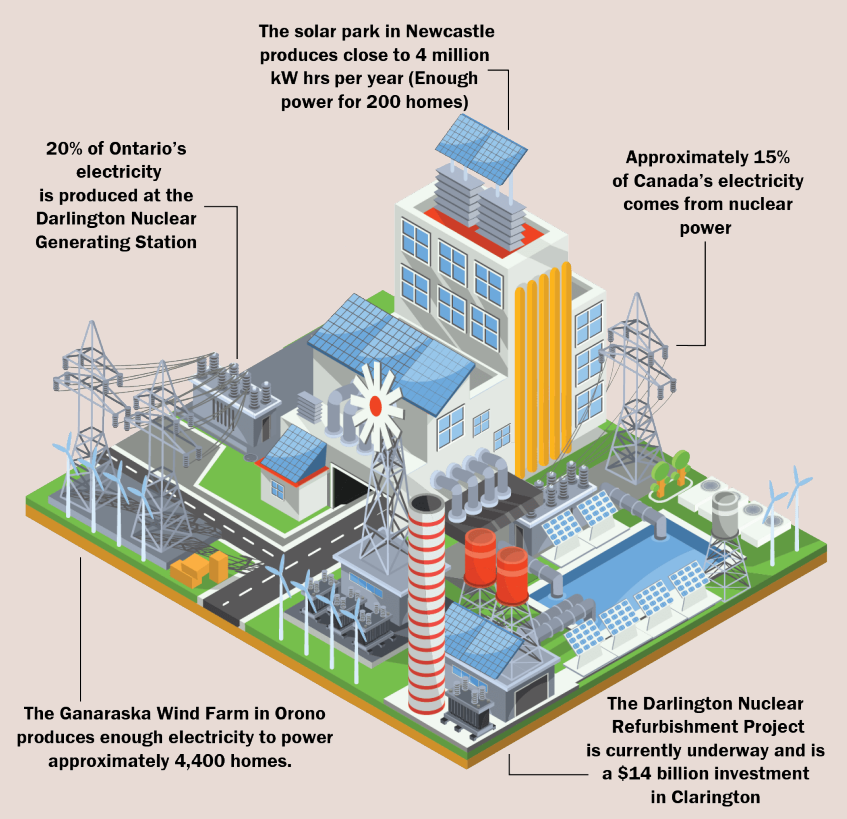 The solar park in Newcastle
produces close to 4 million
kW hrs per year (Enough
power for 200 homes)
20% of Ontario's
electricity
is produced at the
Darlington Nuclear
Generating Station
Approximately 15%
of Canada's electricity
comes from nuclear
power
The Ganaraska Wind Farm in Orono
produces enough electricity to power
approximately 4,400 homes.
The Darlington Nuclear
Refurbishment Project
is currently underway and is
a $14 billion investment
in Clarington